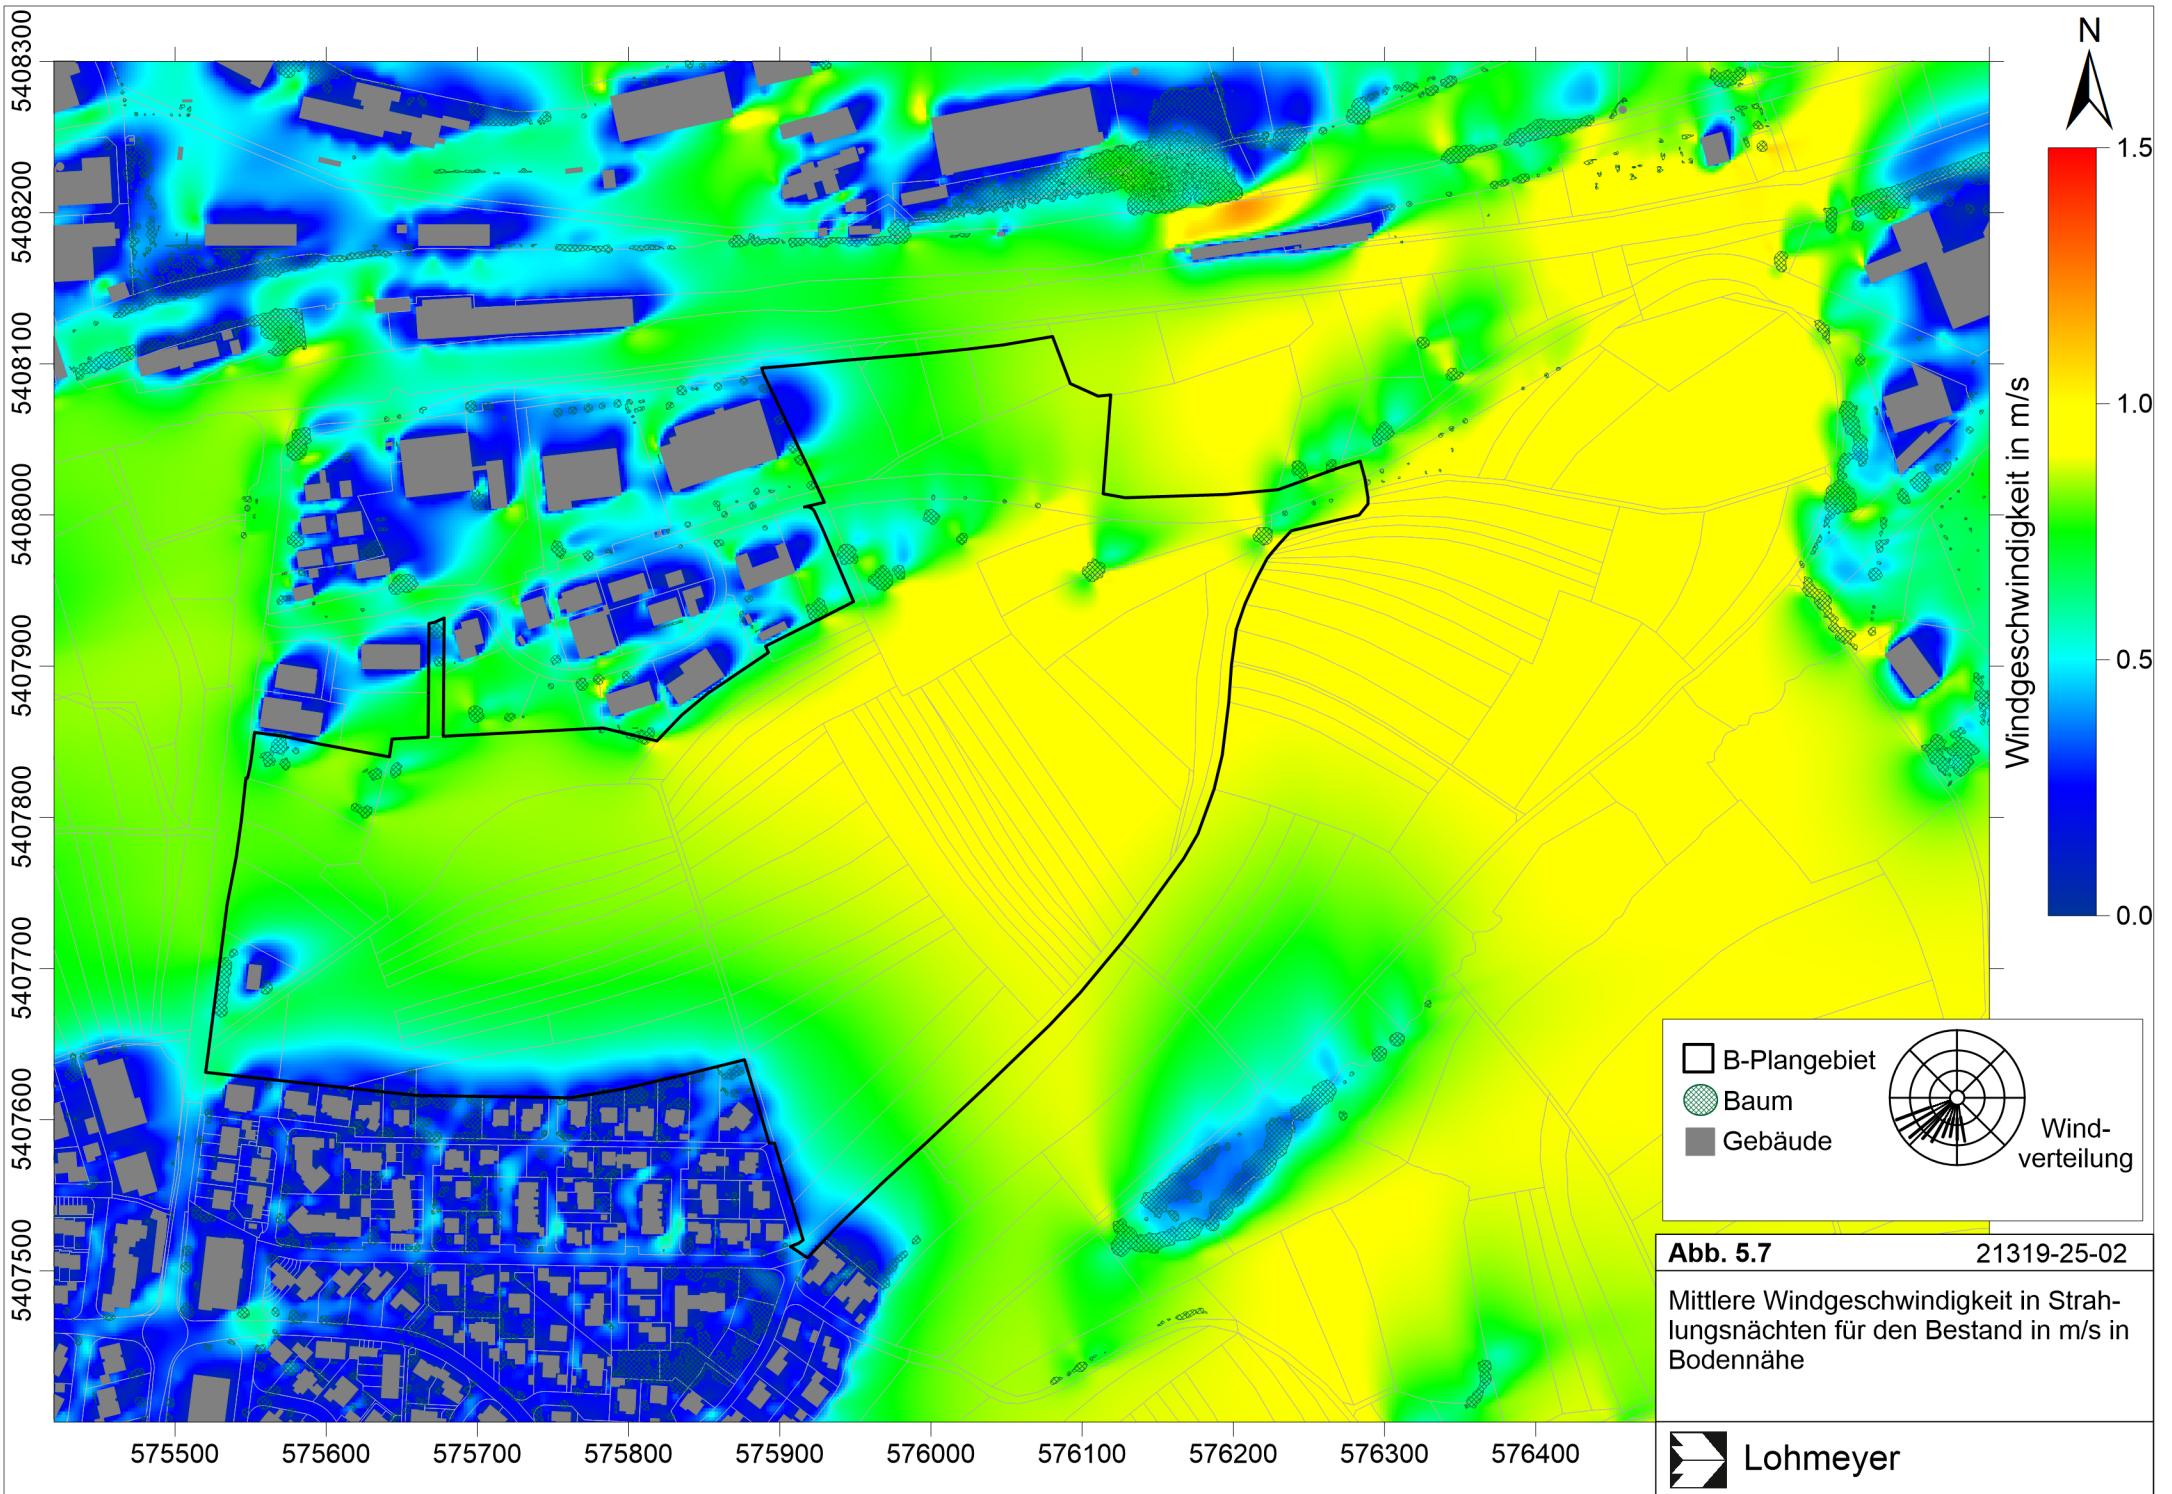 N
5408300
5408200
5408100
5408000
5407900
5407800
5407700
5407600
5407500
575500 575600 575700 575800 575900 576000 576100 576200 576300 576400
1.5
1.0
0.5
0.0
Windgeschwindigkeit in m/s
B-Plangebiet
Baum
Gebäude
Wind-
verteilung
Abb. 5.7 21319-25-02
Mittlere Windgeschwindigkeit in Strah-
lungsnächten für den Bestand in m/s in
Bodennähe
Lohmeyer